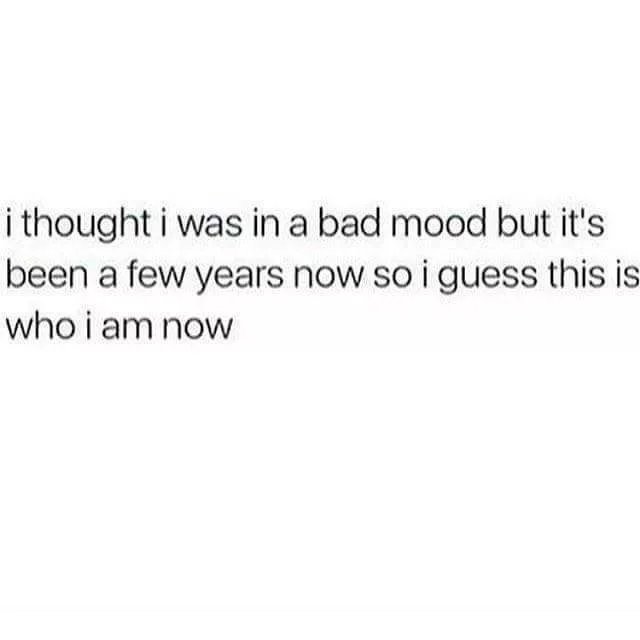 i thought i was in a bad mood but it's
been a few years now so i guess this is
who i am now